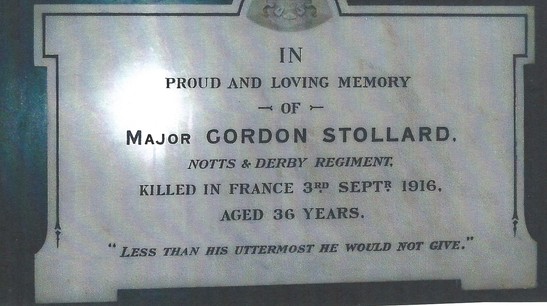 IN
PROUD AND LOVING MEMORY
OF
MAJOR GORDON STOLLARD.
NOTTS & DERBY REGIMENT.
KILLED IN FRANCE 3RD SEPTR 1916.
AGED 36 YEARS.
"LESS THAN HIS UTTERMOST HE WOULD NOT GIVE."